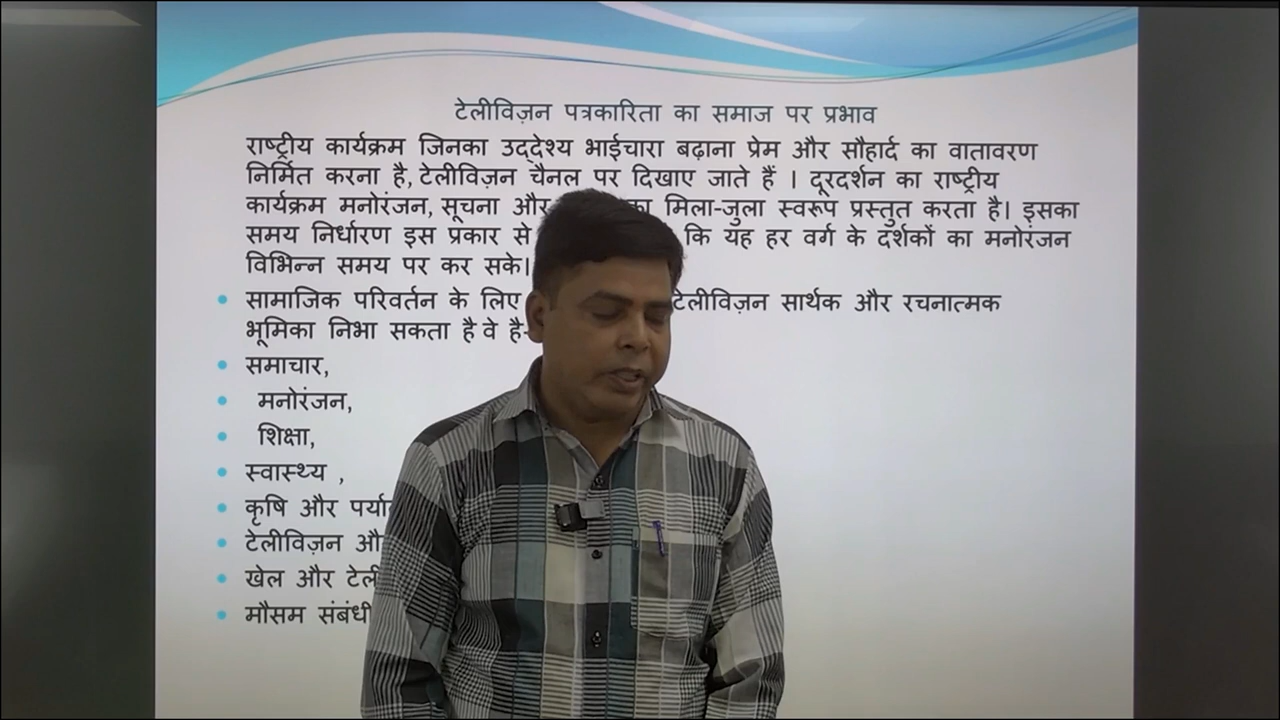 टेलीविज़न पत्रकारिता का समाज पर प्रभाव
राष्ट्रीय कार्यक्रम जिनका उद्देश्य भाईचारा बढ़ाना प्रेम और सौहार्द का वातावरण
निर्मित करना है, टेलीविज़न चैनल पर दिखाए जाते हैं । दूरदर्शन का राष्ट्रीय
कार्यक्रम मनोरंजन, सूचना और का मिला-जुला स्वरूप प्रस्तुत करता है। इसका
समय निर्धारण इस प्रकार से कि यह हर वर्ग के दर्शकों का मनोरंजन
विभिन्न समय पर कर सके।
सामाजिक परिवर्तन के लिए टेलीविज़न सार्थक और रचनात्मक
भूमिका निभा सकता है वे है-
समाचार,
मनोरंजन,
शिक्षा,
स्वास्थ्य ,
कृषि और
टेलीविज़न
खेल और
मौसम संबंधी